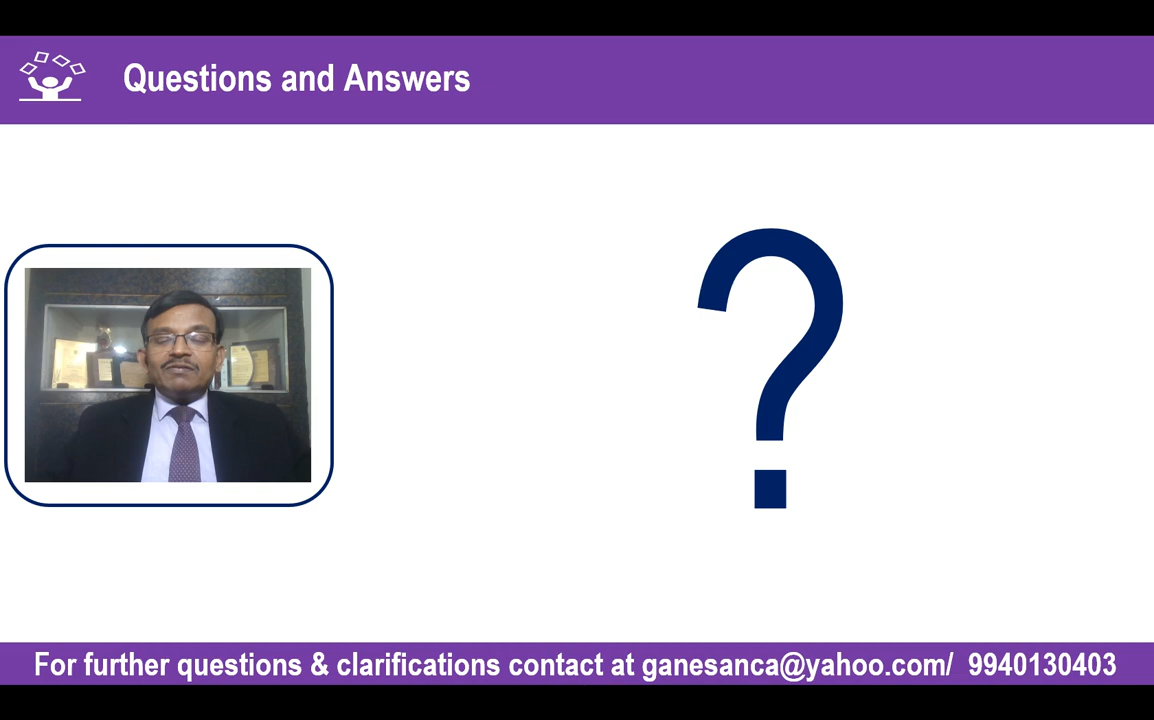 Questions and Answers
?
For further questions & clarifications contact at ganesanca@yahoo.com/ 9940130403